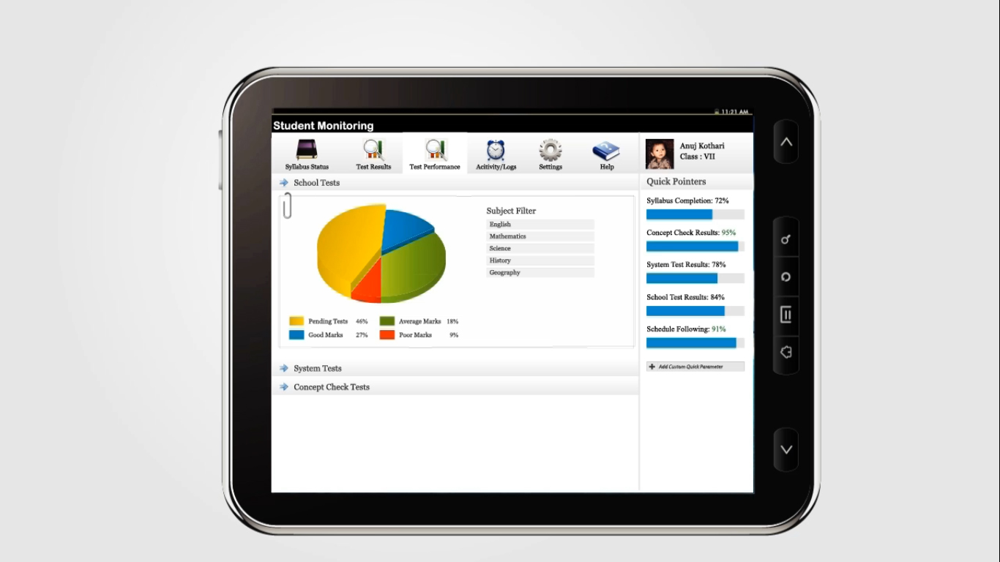 11:21 AM
Student Monitoring
Syllabus Status
Test Results
Test Performance
Acitivity/Logs
Settings
Help
Anuj Kothari
Class : VII
School Tests
Subject Filter
English
Mathematics
Science
History
Geography
Pending Tests 46% Average Marks 18%
Good Marks 27% Poor Marks 9%
System Tests
Concept Check Tests
Quick Pointers
Syllabus Completion: 72%
Concept Check Results: 95%
System Test Results: 78%
School Test Results: 84%
Schedule Following: 91%
Add Custom Quick Parameter